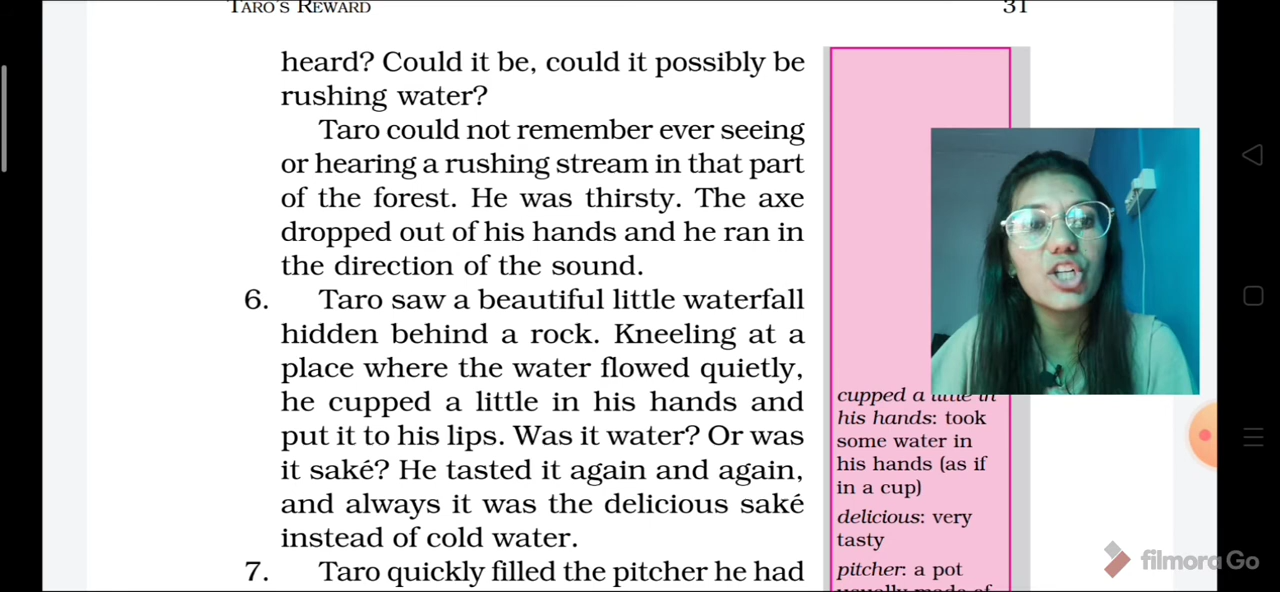 TARO'S REWARD 31
heard? Could it be, could it possibly be
rushing water?
Taro could not remember ever seeing
or hearing a rushing stream in that part
of the forest. He was thirsty. The axe
dropped out of his hands and he ran in
the direction of the sound.
6. Taro saw a beautiful little waterfall
hidden behind a rock. Kneeling at a
place where the water flowed quietly,
he cupped a little in his hands and
put it to his lips. Was it water? Or was
it saké? He tasted it again and again,
and always it was the delicious saké
instead of cold water.
7. Taro quickly filled the pitcher he had
cupped a little in
his hands: took
some water in
his hands (as if
in a cup)
delicious: very
tasty
pitcher: a pot
usually made of
filmora Go